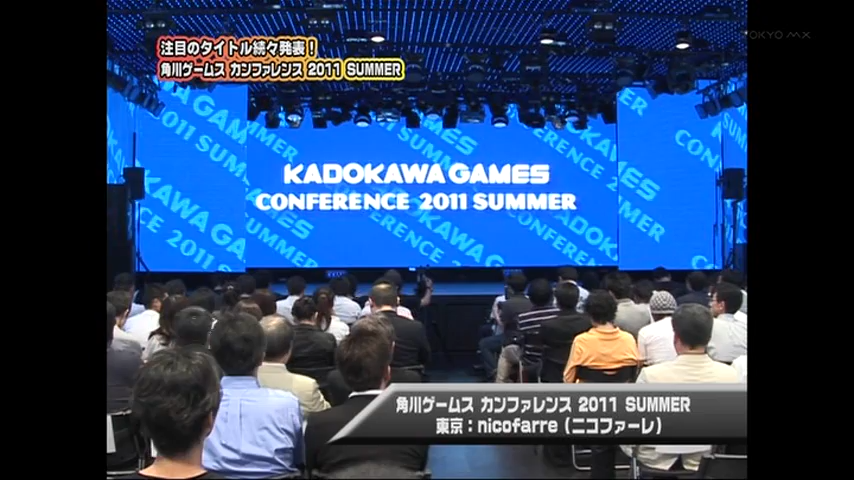 TOKYO MX
注目のタイトル続々発表！
角川ゲームス カンファレンス 2011 SUMMER
KADOKAWA GAMES
CONFERENCE 2011 SUMMER
角川ゲームス カンファレンス 2011 SUMMER
東京：nicofarre（ニコファーレ）